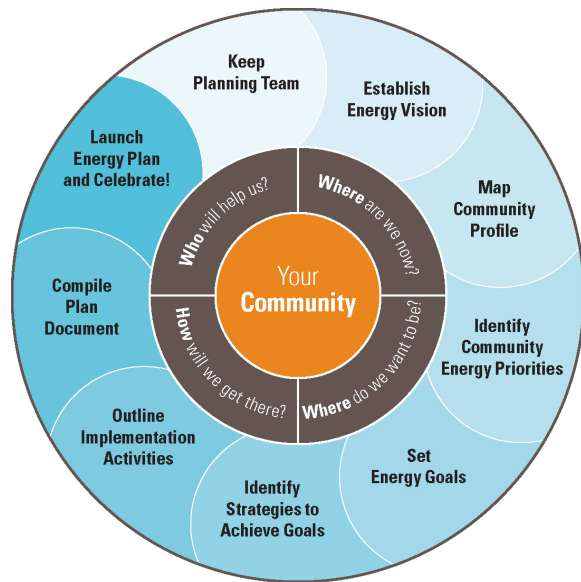 Keep
Planning Team
Establish
Energy Vision
Map
Community
Profile
Identify
Community
Energy Priorities
Set
Energy Goals
Identify
Strategies to
Achieve Goals
Outline
Implementation
Activities
Compile
Plan
Document
Launch
Energy Plan
and Celebrate!
Who will help us?
Where are we now?
Where do we want to be?
How will we get there?
Your
Community